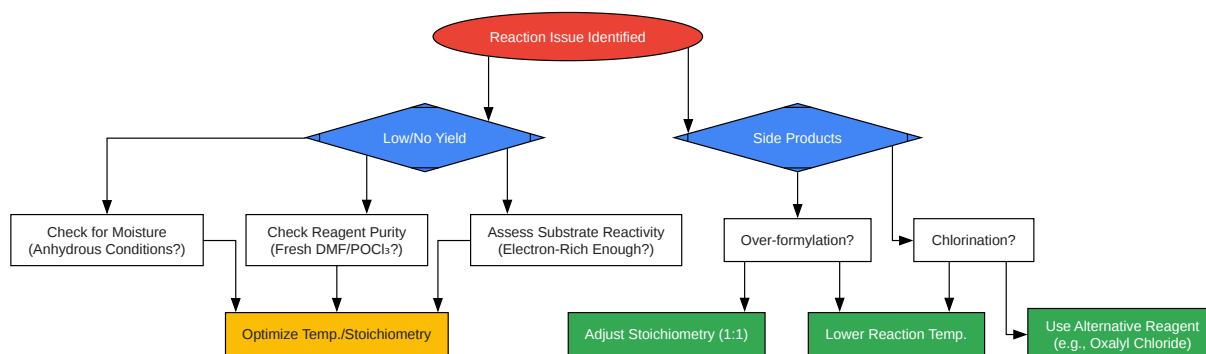 Reaction Issue Identified
Low/No Yield
Side Products
Check for Moisture
(Anhydrous Conditions?)
Check Reagent Purity
(Fresh DMF/POCl₃?)
Assess Substrate Reactivity
(Electron-Rich Enough?)
Over-formylation?
Chlorination?
Optimize Temp./Stoichiometry
Adjust Stoichiometry (1:1)
Lower Reaction Temp.
Use Alternative Reagent
(e.g., Oxalyl Chloride)